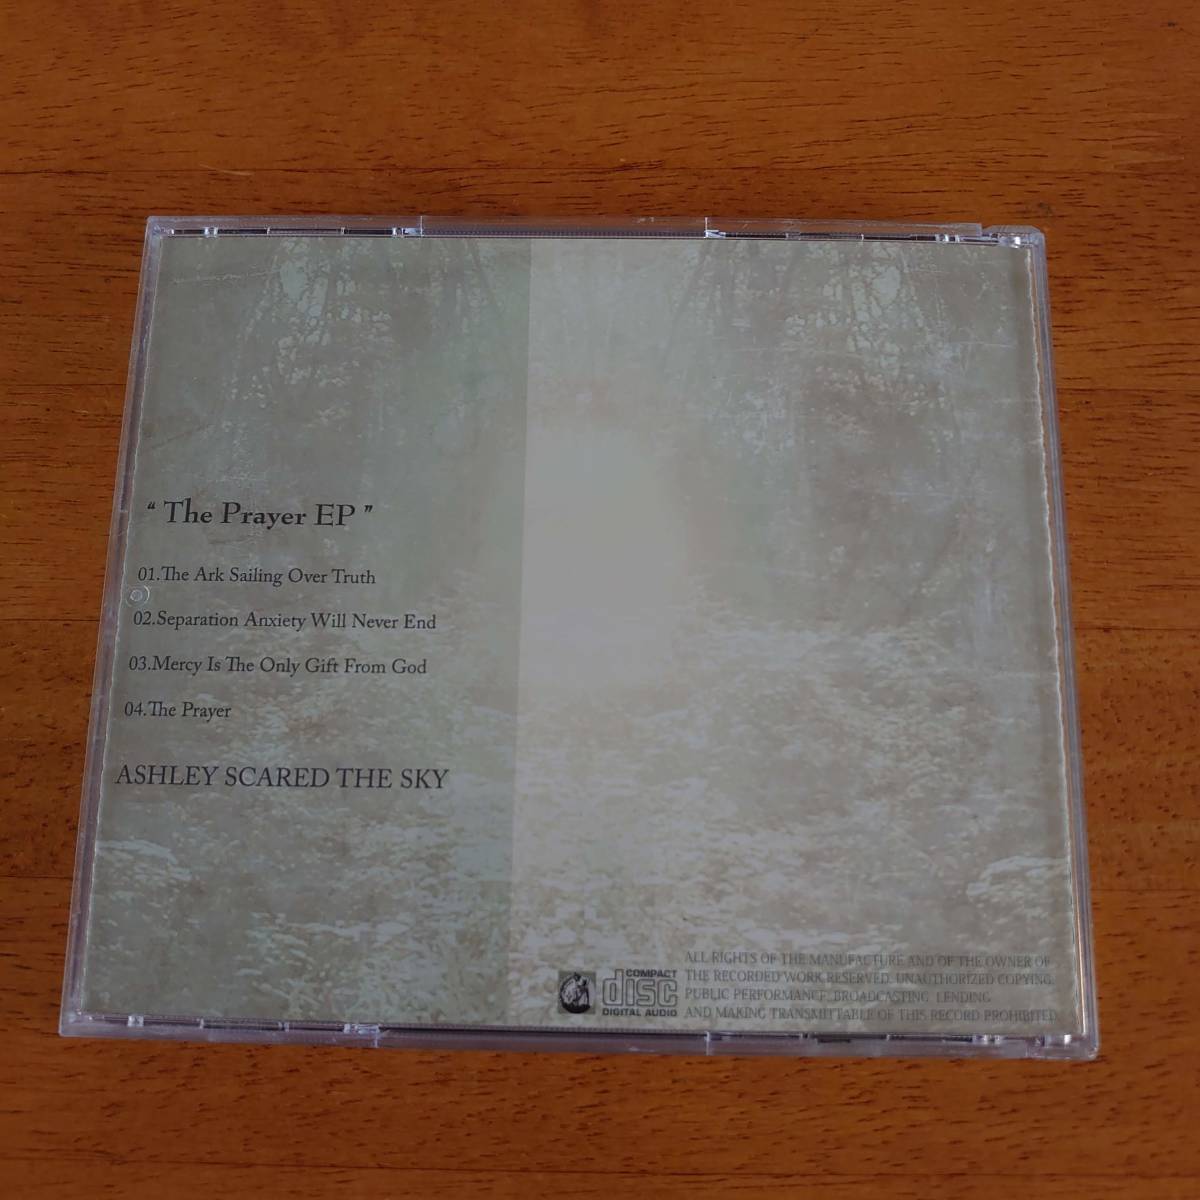 “ The Prayer EP ”
01.The Ark Sailing Over Truth
02.Separation Anxiety Will Never End
03.Mercy Is The Only Gift From God
04.The Prayer
ASHLEY SCARED THE SKY
COMPACT
disc
DIGITAL AUDIO
ALL RIGHTS OF THE MANUFACTURE AND OF THE OWNER OF
THE RECORDED WORK RESERVED. UNAUTHORIZED COPYING.
PUBLIC PERFORMANCE. BROADCASTING. LENDING
AND MAKING TRANSMITTABLE OF THIS RECORD PROHIBITED.